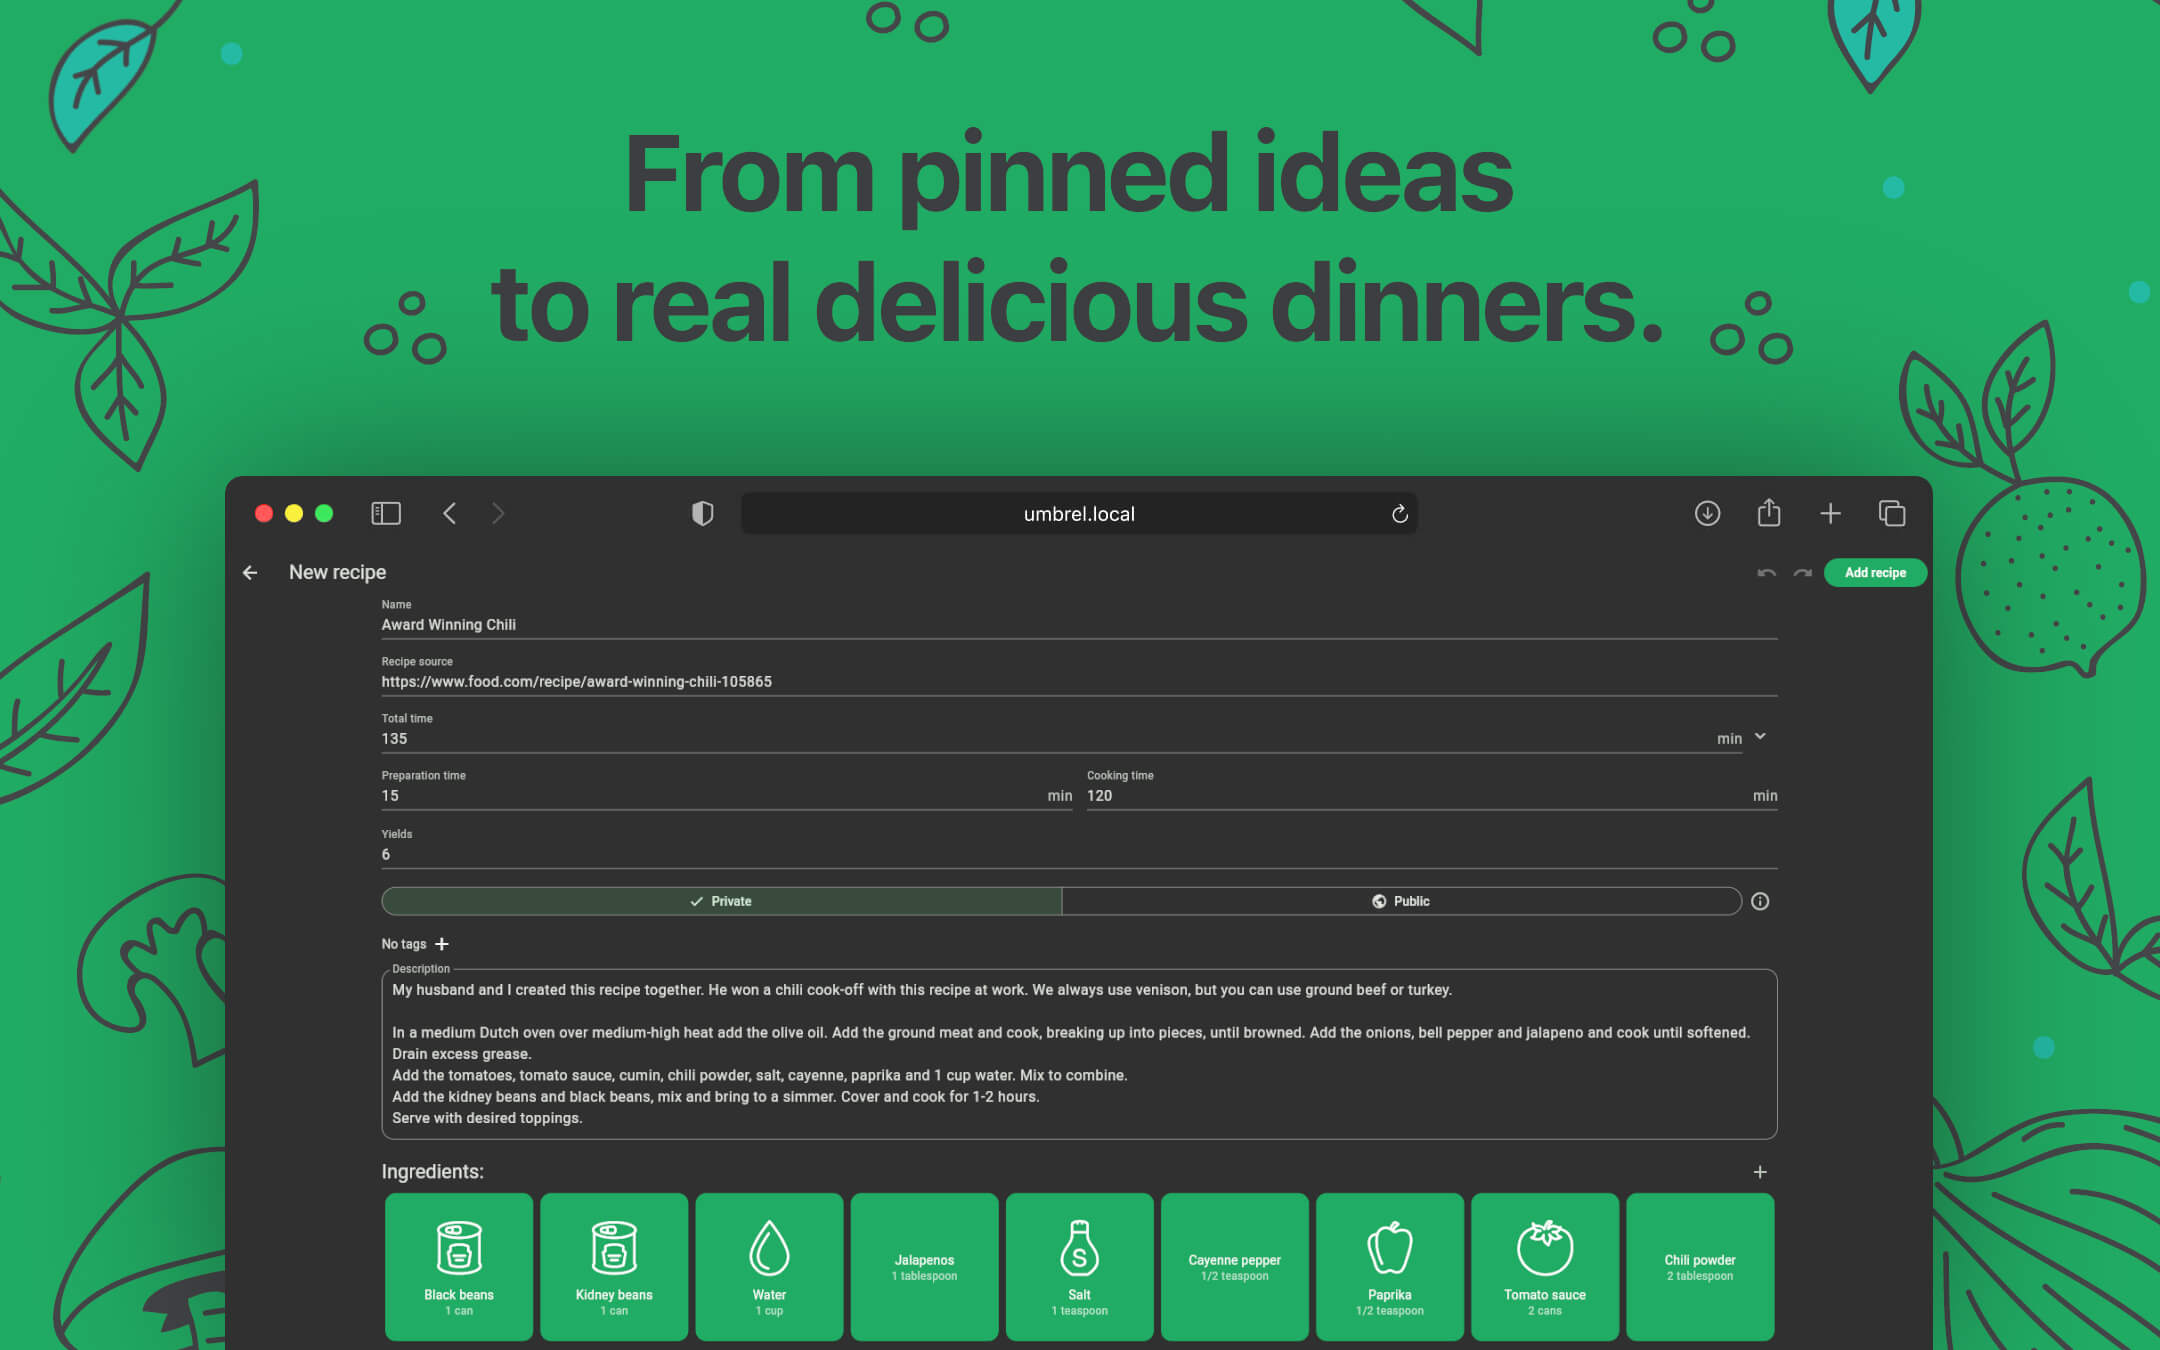 From pinned ideas
to real delicious dinners.
umbrel.local
New recipe
Add recipe
Name
Award Winning Chili
Recipe source
https://www.food.com/recipe/award-winning-chili-105865
Total time
135 min
Preparation time
15 min
Cooking time
120 min
Yields
6
Private
Public
No tags
Description
My husband and I created this recipe together. He won a chili cook-off with this recipe at work. We always use venison, but you can use ground beef or turkey.
In a medium Dutch oven over medium-high heat add the olive oil. Add the ground meat and cook, breaking up into pieces, until browned. Add the onions, bell pepper and jalapeno and cook until softened.
Drain excess grease.
Add the tomatoes, tomato sauce, cumin, chili powder, salt, cayenne, paprika and 1 cup water. Mix to combine.
Add the kidney beans and black beans, mix and bring to a simmer. Cover and cook for 1-2 hours.
Serve with desired toppings.
Ingredients:
Black beans
1 can
Kidney beans
1 can
Water
1 cup
Jalapenos
1 tablespoon
S
Salt
1 teaspoon
Cayenne pepper
1/2 teaspoon
Paprika
1/2 teaspoon
Tomato sauce
2 cans
Chili powder
2 tablespoon